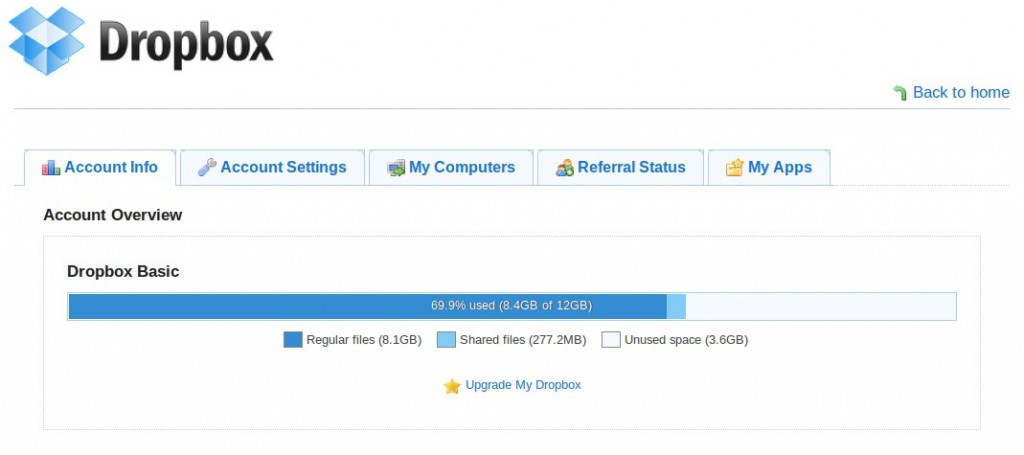 Dropbox
Back to home
Account Info Account Settings My Computers Referral Status My Apps
Account Overview
Dropbox Basic
69.9% used (8.4GB of 12GB)
Regular files (8.1GB) Shared files (277.2MB) Unused space (3.6GB)
Upgrade My Dropbox